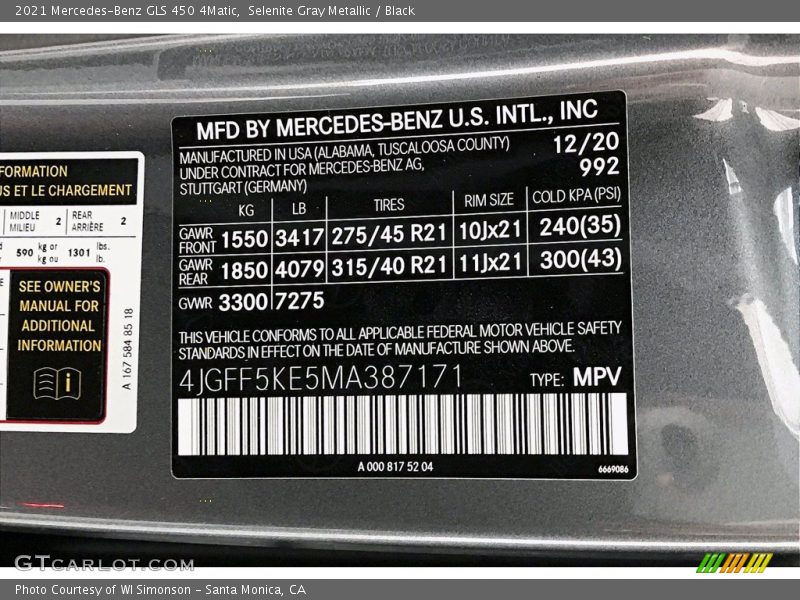 2021 Mercedes-Benz GLS 450 4Matic, Selenite Gray Metallic / Black
MFD BY MERCEDES-BENZ U.S. INTL., INC
MANUFACTURED IN USA (ALABAMA, TUSCALOOSA COUNTY) 12/20
UNDER CONTRACT FOR MERCEDES-BENZ AG, 992
STUTTGART (GERMANY)
KG LB TIRES RIM SIZE COLD KPA(PSI)
GAWR FRONT 1550 3417 275/45 R21 10Jx21 240(35)
GAWR REAR 1850 4079 315/40 R21 11Jx21 300(43)
GWR 3300 7275
THIS VEHICLE CONFORMS TO ALL APPLICABLE FEDERAL MOTOR VEHICLE SAFETY
STANDARDS IN EFFECT ON THE DATE OF MANUFACTURE SHOWN ABOVE.
4JGFF5KE5MA387171 TYPE: MPV
A 000 817 52 04 6669086
US ET LE CHARGEMENT
MIDDLE MILIEU 2 REAR ARRIÈRE 2
590 kg or kg ou 1301 lbs. lb.
SEE OWNER'S
MANUAL FOR
ADDITIONAL
INFORMATION
i
A 167 584 85 18
GTCARLOT.COM
Photo Courtesy of WI Simonson - Santa Monica, CA